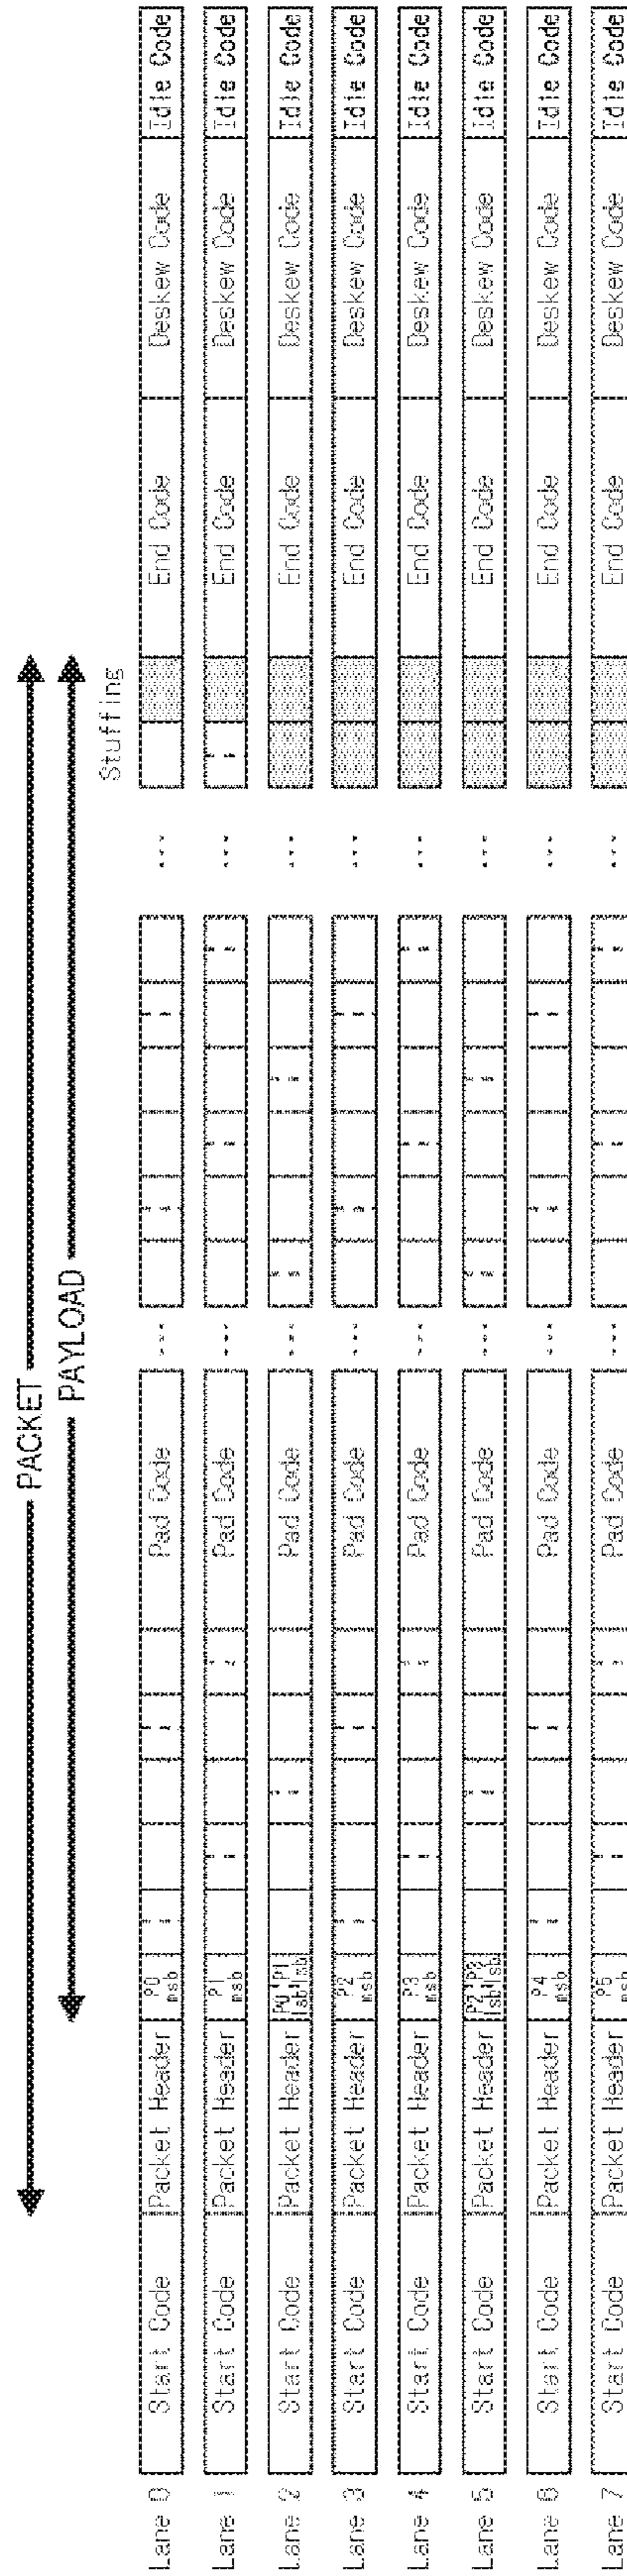 PACKET
PAYLOAD
Stuffing
Lane 0 Start Code Packet Header P0 msb Pad Code ... ... End Code Deskew Code Idle Code
Lane 1 Start Code Packet Header P1 msb Pad Code ... ... End Code Deskew Code Idle Code
Lane 2 Start Code Packet Header P0 lsb P1 lsb Pad Code ... ... End Code Deskew Code Idle Code
Lane 3 Start Code Packet Header P2 msb Pad Code ... ... End Code Deskew Code Idle Code
Lane 4 Start Code Packet Header P3 msb Pad Code ... ... End Code Deskew Code Idle Code
Lane 5 Start Code Packet Header P2 lsb P3 lsb Pad Code ... ... End Code Deskew Code Idle Code
Lane 6 Start Code Packet Header P4 msb Pad Code ... ... End Code Deskew Code Idle Code
Lane 7 Start Code Packet Header P5 msb Pad Code ... ... End Code Deskew Code Idle Code